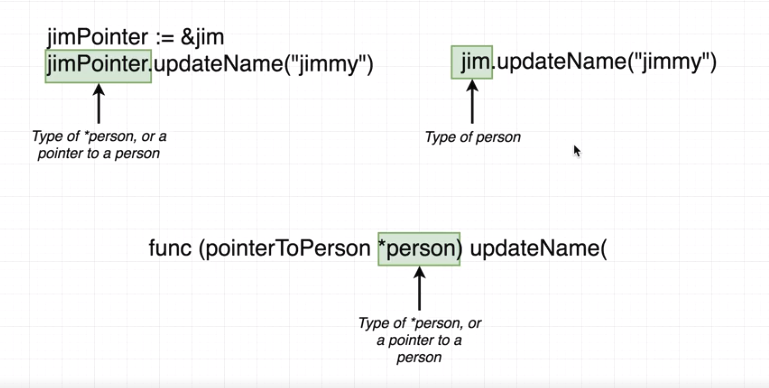 jimPointer := &jim
jimPointer.updateName("jimmy")
Type of *person, or a
pointer to a person
jim.updateName("jimmy")
Type of person
func (pointerToPerson *person) updateName(
Type of *person, or
a pointer to a
person